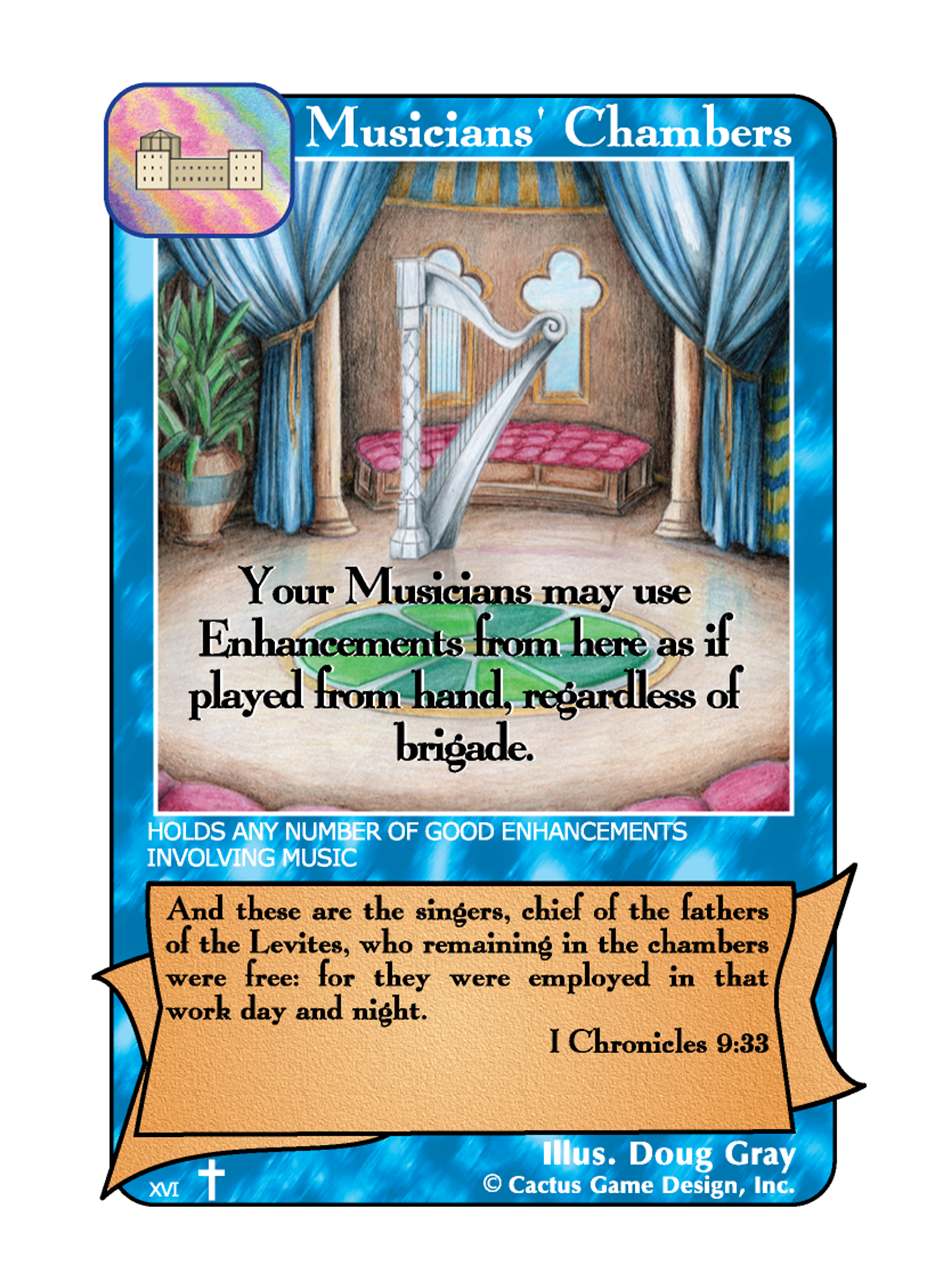 Musicians' Chambers
Your Musicians may use
Enhancements from here as if
played from hand, regardless of
brigade.
HOLDS ANY NUMBER OF GOOD ENHANCEMENTS
INVOLVING MUSIC
And these are the singers, chief of the fathers
of the Levites, who remaining in the chambers
were free: for they were employed in that
work day and night.
I Chronicles 9:33
Illus. Doug Gray
XVI
© Cactus Game Design, Inc.